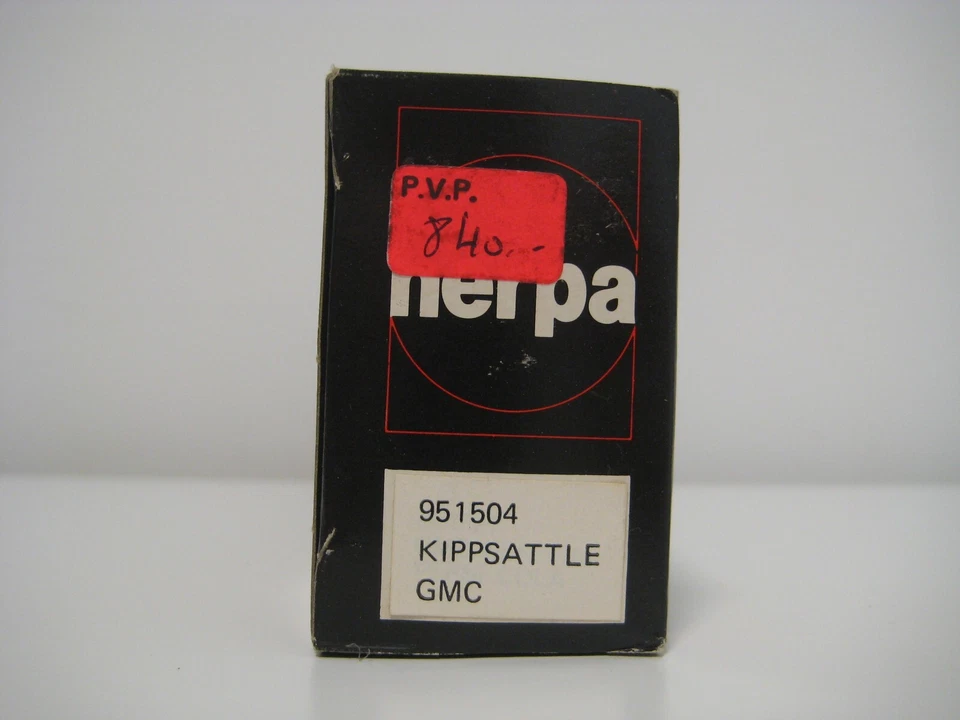 P.V.P.
840.-
herpa
951504
KIPPSATTLE
GMC